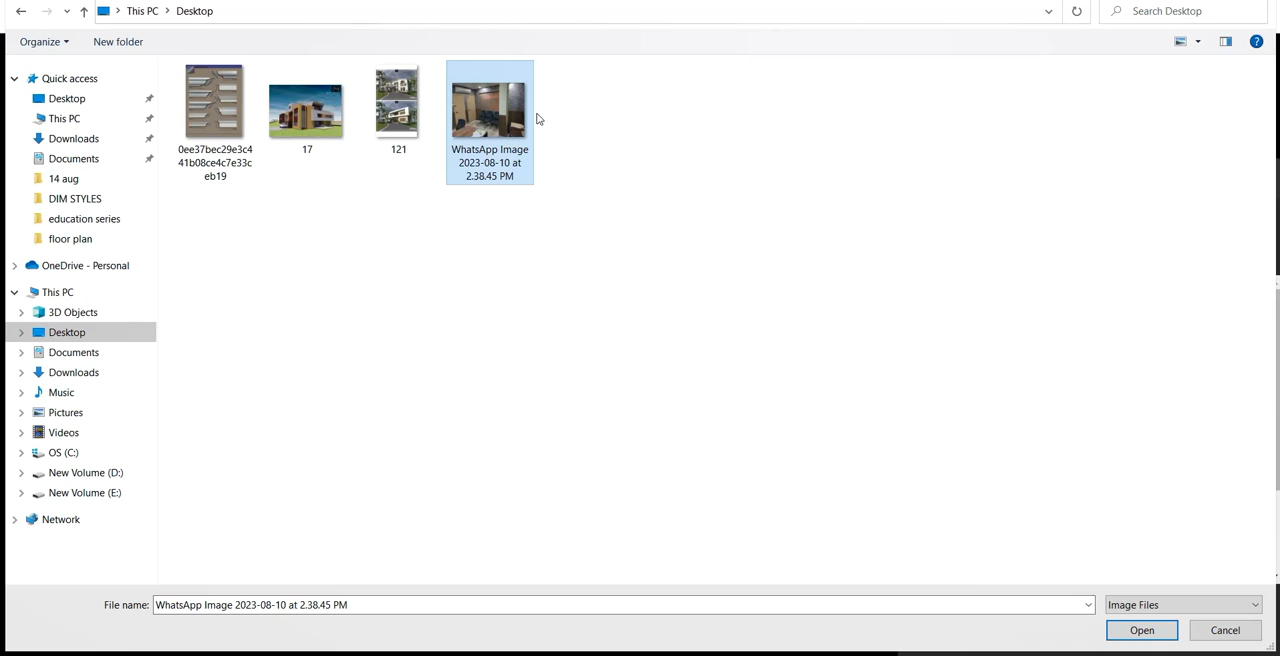 This PC
Desktop
Search Desktop
Organize
New folder
?
Quick access
Desktop
This PC
Downloads
Documents
14 aug
DIM STYLES
education series
floor plan
OneDrive - Personal
This PC
3D Objects
Desktop
Documents
Downloads
Music
Pictures
Videos
OS (C:)
New Volume (D:)
New Volume (E:)
Network
0ee37bec29e3c4
41b08ce4c7e33c
eb19
17
121
WhatsApp Image
2023-08-10 at
2.38.45 PM
File name:
WhatsApp Image 2023-08-10 at 2.38.45 PM
Image Files
Open
Cancel